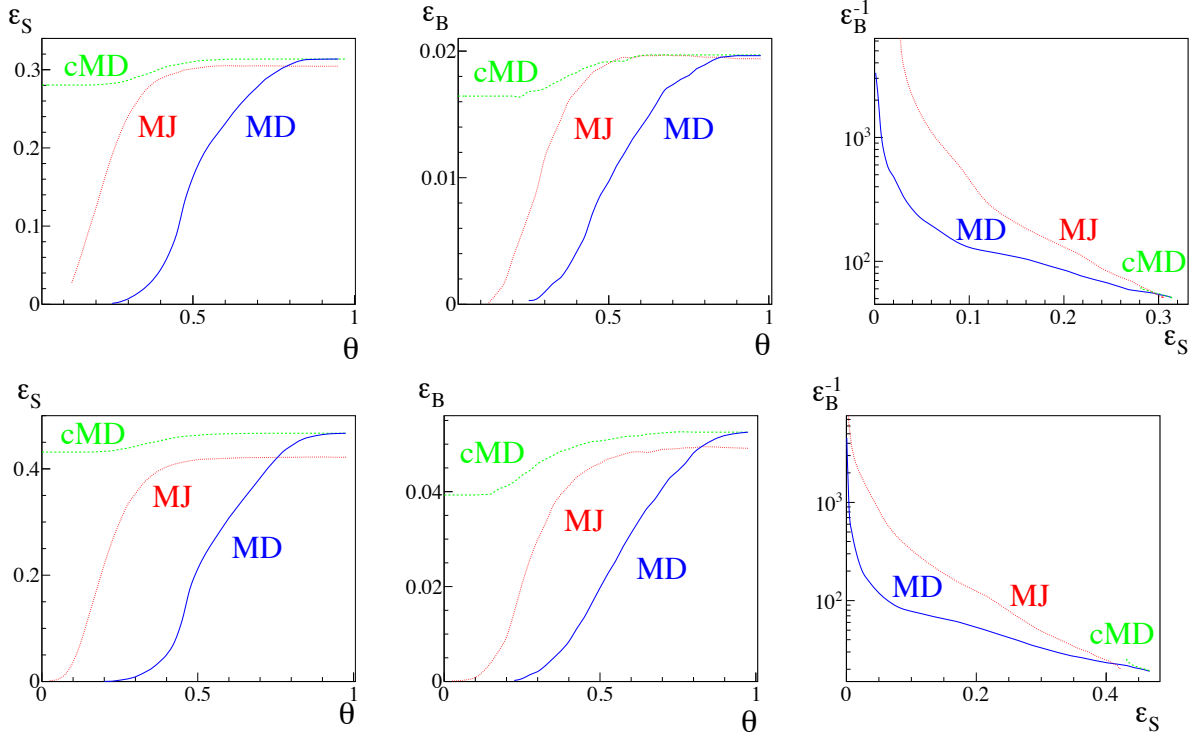 ε_S
0.3
0.2
0.1
0
0.5
1
θ
cMD
MJ
MD
ε_B
0.02
0.01
0
0.5
1
θ
cMD
MJ
MD
ε_B^-1
10^3
10^2
0
0.1
0.2
0.3
ε_S
MD
MJ
cMD
ε_S
0.4
0.2
0
0
0.5
1
θ
cMD
MJ
MD
ε_B
0.04
0.02
0
0
0.5
1
θ
cMD
MJ
MD
ε_B^-1
10^3
10^2
0
0.2
0.4
ε_S
MD
MJ
cMD